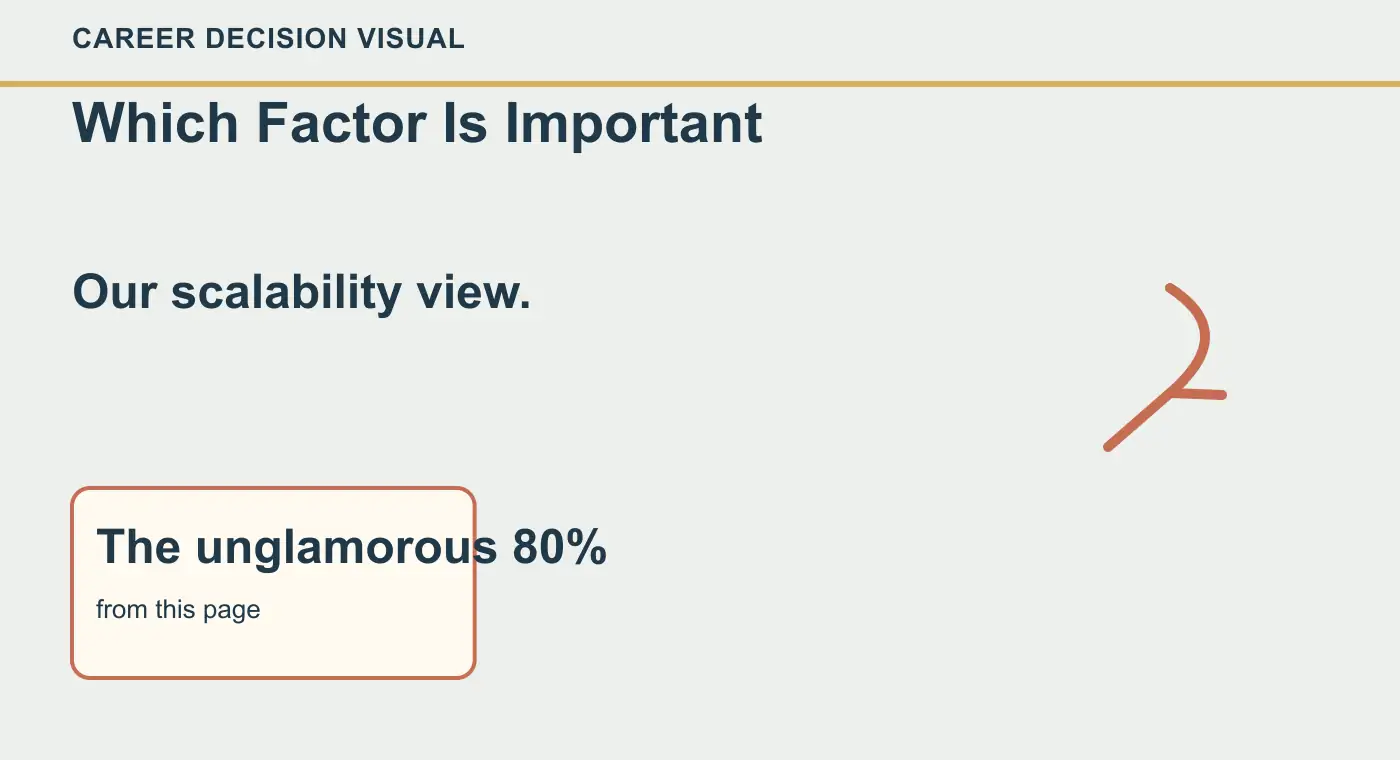 CAREER DECISION VISUAL
Which Factor Is Important
Our scalability view.
The unglamorous 80%
from this page